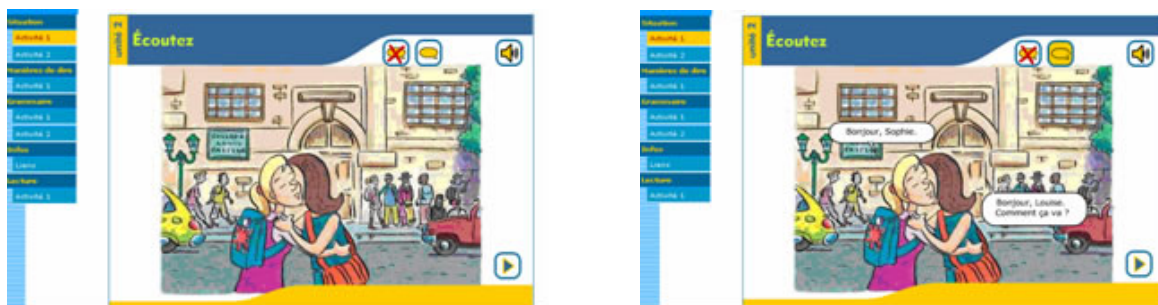 Situation
Activité 1
Activité 2
Manières de dire
Activité 1
Grammaire
Activité 1
Activité 2
Infos
Liens
Lecture
Activité 1
unité 2
Écoutez
Situation
Activité 1
Activité 2
Manières de dire
Activité 1
Grammaire
Activité 1
Activité 2
Infos
Liens
Lecture
Activité 1
unité 2
Écoutez
Bonjour, Sophie.
Bonjour, Louise.
Comment ça va ?